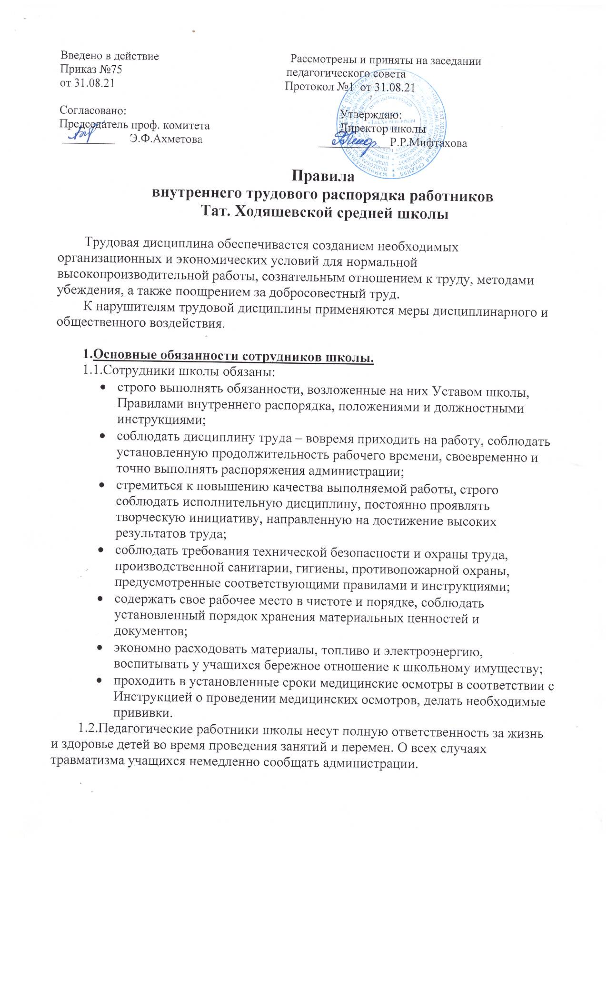 Введено в действие
Приказ №75
от 31.08.21
Рассмотрены и приняты на заседании
педагогического совета
Протокол №1 от 31.08.21
Согласовано:
Председатель проф. комитета
Э.Ф.Ахметова
Утверждаю:
Директор школы
Р.Р.Мифтахова
Правила
внутреннего трудового распорядка работников
Тат. Ходяшевской средней школы
Трудовая дисциплина обеспечивается созданием необходимых
организационных и экономических условий для нормальной
высокопроизводительной работы, сознательным отношением к труду, методами
убеждения, а также поощрением за добросовестный труд.
К нарушителям трудовой дисциплины применяются меры дисциплинарного и
общественного воздействия.
1.Основные обязанности сотрудников школы.
1.1.Сотрудники школы обязаны:
• строго выполнять обязанности, возложенные на них Уставом школы,
Правилами внутреннего распорядка, положениями и должностными
инструкциями;
• соблюдать дисциплину труда – вовремя приходить на работу, соблюдать
установленную продолжительность рабочего времени, своевременно и
точно выполнять распоряжения администрации;
• стремиться к повышению качества выполняемой работы, строго
соблюдать исполнительную дисциплину, постоянно проявлять
творческую инициативу, направленную на достижение высоких
результатов труда;
• соблюдать требования технической безопасности и охраны труда,
производственной санитарии, гигиены, противопожарной охраны,
предусмотренные соответствующими правилами и инструкциями;
• содержать свое рабочее место в чистоте и порядке, соблюдать
установленный порядок хранения материальных ценностей и
документов;
• экономно расходовать материалы, топливо и электроэнергию,
воспитывать у учащихся бережное отношение к школьному имуществу;
• проходить в установленные сроки медицинские осмотры в соответствии с
Инструкцией о проведении медицинских осмотров, делать необходимые
прививки.
1.2.Педагогические работники школы несут полную ответственность за жизнь
и здоровье детей во время проведения занятий и перемен. О всех случаях
травматизма учащихся немедленно сообщать администрации.